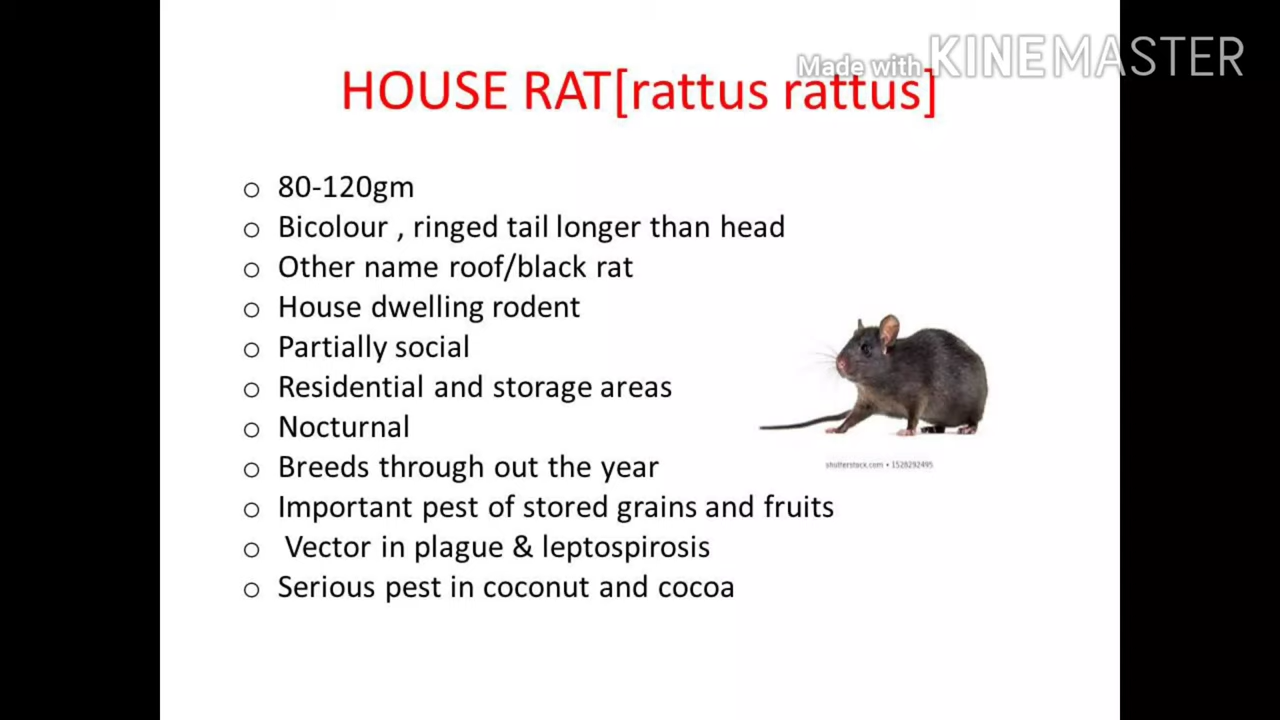 Made with KINEMASTER
HOUSE RAT[rattus rattus]
80-120gm
Bicolour , ringed tail longer than head
Other name roof/black rat
House dwelling rodent
Partially social
Residential and storage areas
Nocturnal
Breeds through out the year
Important pest of stored grains and fruits
Vector in plague & leptospirosis
Serious pest in coconut and cocoa
shutterstock.com • 1528292495